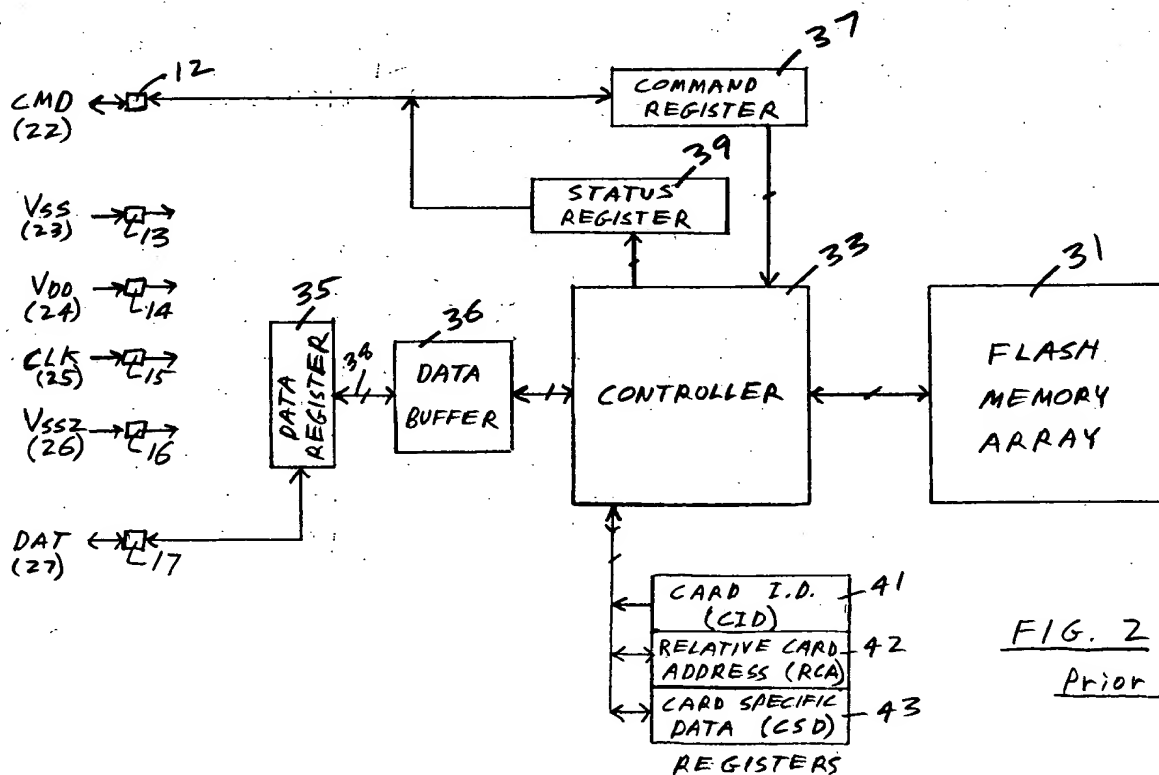 37
12
CMD
(22)
COMMAND
REGISTER
39
STATUS
REGISTER
VSS
(23)
13
VDD
(24)
14
CLK
(25)
15
VSS2
(26)
16
DAT
(27)
17
35
DATA REGISTER
38
36
DATA
BUFFER
33
CONTROLLER
31
FLASH
MEMORY
ARRAY
CARD I.D.
(CID)
41
RELATIVE CARD
ADDRESS (RCA)
42
CARD SPECIFIC
DATA (CSD)
43
REGISTERS
FIG. 2
Prior